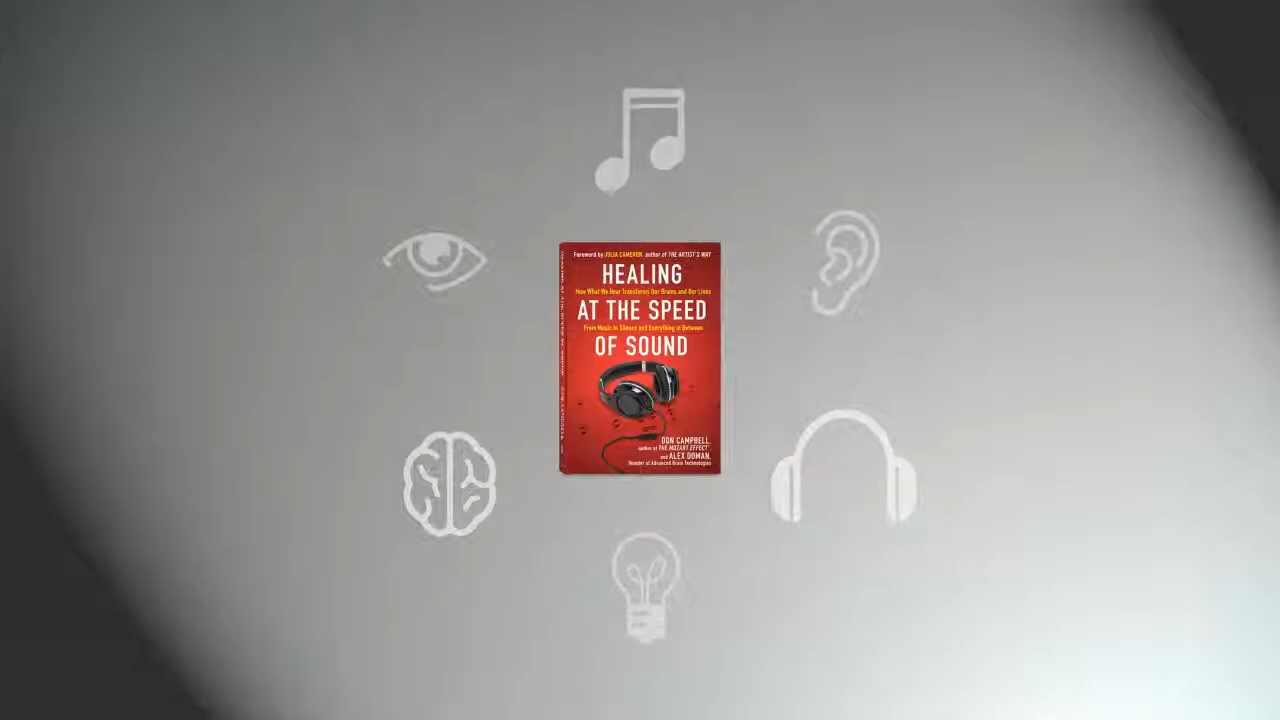 Foreword by JULIA CAMERON, author of THE ARTIST'S WAY
HEALING
How What We Hear Transforms Our Brains and Our Lives
AT THE SPEED
From Music to Silence and Everything in Between
OF SOUND
DON CAMPBELL,
author of THE MOZART EFFECT®,
and ALEX DOMAN,
Founder of Advanced Brain Technologies